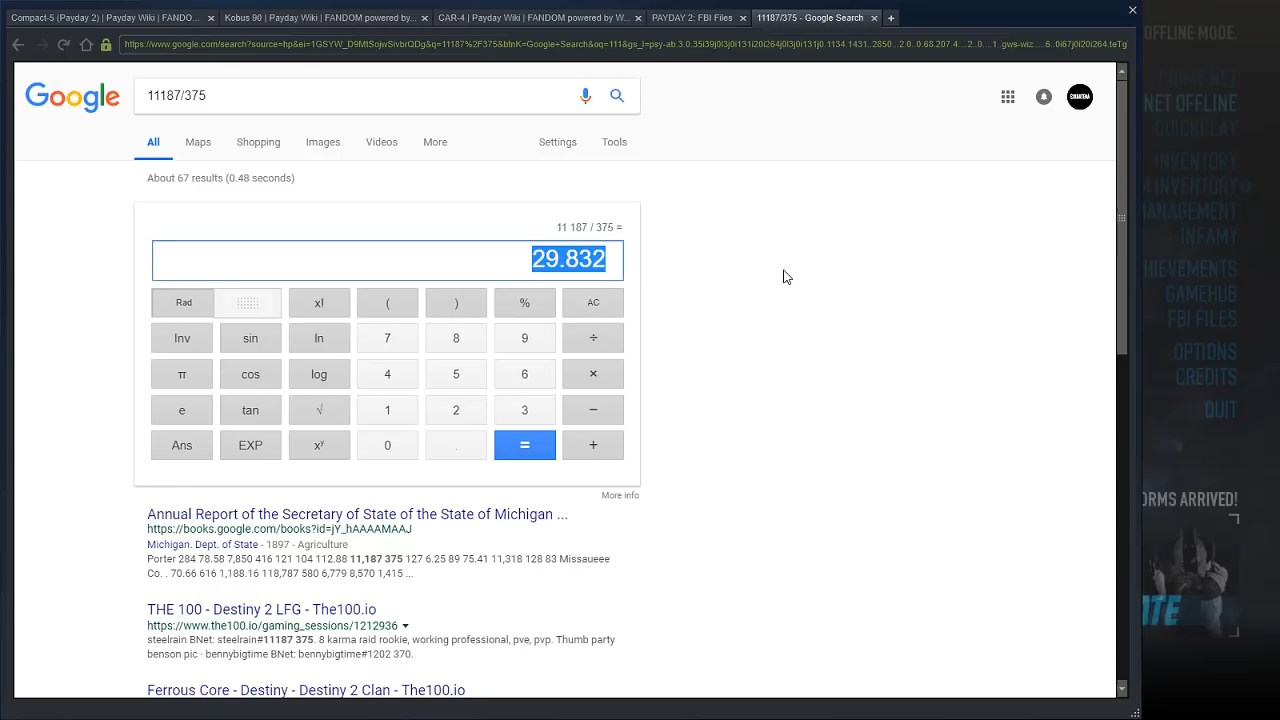 Compact-5 (Payday 2) | Payday Wiki | FANDO...
Kobus 90 | Payday Wiki | FANDOM powered by...
CAR-4 | Payday Wiki | FANDOM powered by W...
PAYDAY 2: FBI Files
11187/375 - Google Search
+
Google
11187/375
All
Maps
Shopping
Images
Videos
More
Settings
Tools
About 67 results (0.48 seconds)
11 187 / 375 =
29.832
Rad
x!
(
)
%
AC
Inv
sin
ln
7
8
9
÷
π
cos
log
4
5
6
×
e
tan
√
1
2
3
−
Ans
EXP
xʸ
0
.
=
+
More info
Annual Report of the Secretary of State of the State of Michigan ...
https://books.google.com/books?id=jY_hAAAAMAAJ
Michigan. Dept. of State - 1897 - Agriculture
Porter 284 78.58 7,850 416 121 104 112.88 11,187 375 127 6.25 89 75.41 11,318 128 83 Missaueee
Co. . 70.66 616 1,188.16 118,787 580 6,779 8,570 1,415 ...
THE 100 - Destiny 2 LFG - The100.io
https://www.the100.io/gaming_sessions/1212936
steelrain BNet: steelrain#11187 375. 8 karma raid rookie, working professional, pve, pvp. Thumb party
benson pic · bennybigtime BNet: bennybigtime#1202 370.
Ferrous Core - Destiny - Destiny 2 Clan - The100.io
OFFLINE MODE.
NET OFFLINE
QUICKPLAY
INVENTORY
INVENTORY
ANAGEMENT
INFAMY
HIEVEMENTS
GAMEHUB
FBI FILES
OPTIONS
CREDITS
QUIT
ORMS ARRIVED!
ATE